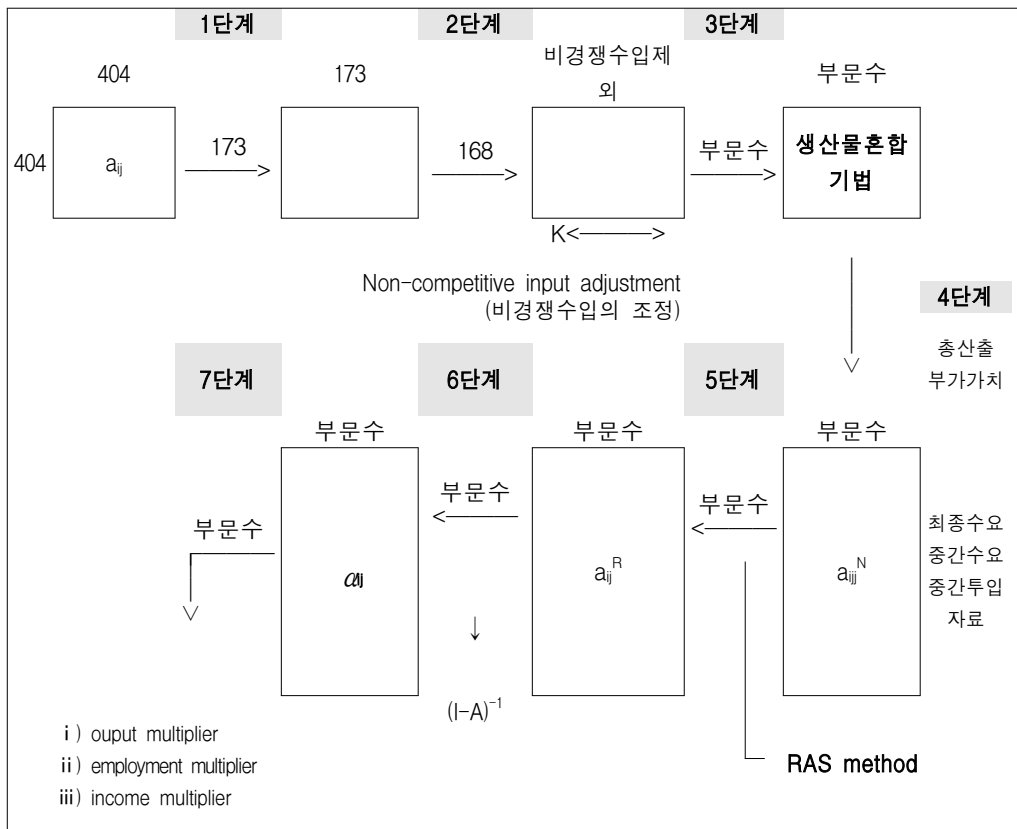 1단계
2단계
3단계
404
173
비경쟁수입제
외
부문수
404
a_ij
173
168
부문수
생산물혼합
기법
K<———>
Non-competitive input adjustment
(비경쟁수입의 조정)
4단계
총산출
부가가치
7단계
6단계
5단계
부문수
부문수
부문수
부문수
부문수
부문수
αij
a_ij^R
a_ijj^N
최종수요
중간수요
중간투입
자료
↓
(I-A)^-1
ⅰ) ouput multiplier
ⅱ) employment multiplier
ⅲ) income multiplier
RAS method